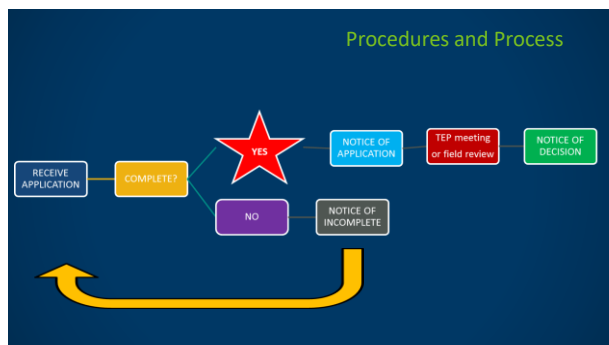 Procedures and Process
RECEIVE
APPLICATION
COMPLETE?
YES
NOTICE OF
APPLICATION
TEP meeting
or field review
NOTICE OF
DECISION
NO
NOTICE OF
INCOMPLETE